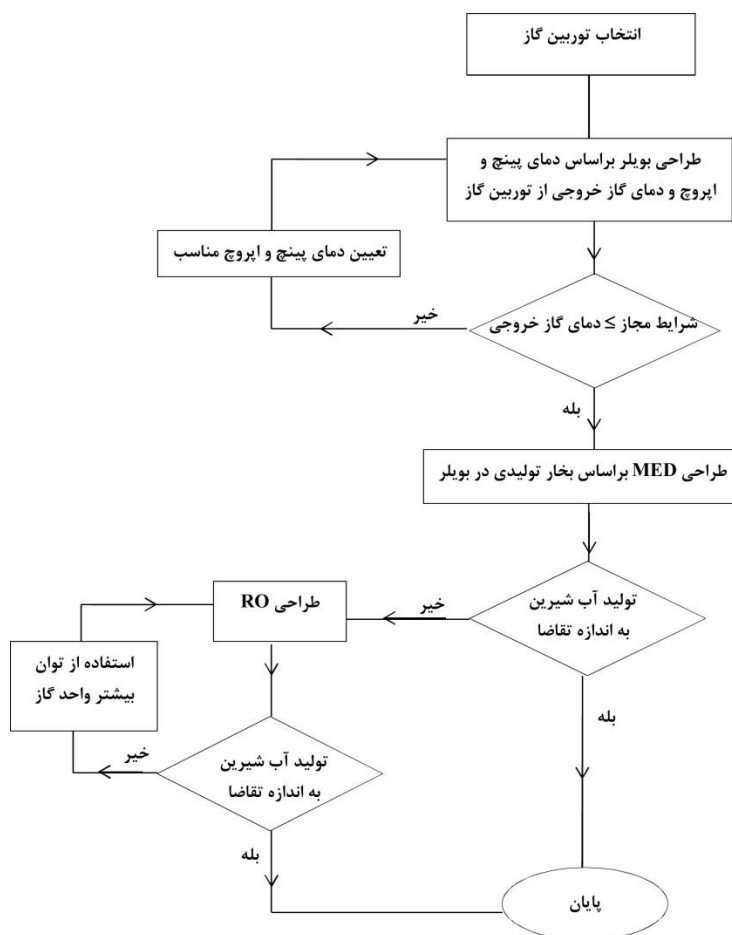 انتخاب توربین گاز
طراحی بویلر براساس دمای پینچ و
اپروچ و دمای گاز خروجی از توربین گاز
تعیین دمای پینچ و اپروچ مناسب
خیر
شرایط مجاز ≥ دمای گاز خروجی
بله
طراحی MED براساس بخار تولیدی در بویلر
تولید آب شیرین
به اندازه تقاضا
خیر
طراحی RO
بله
استفاده از توان
بیشتر واحد گاز
تولید آب شیرین
به اندازه تقاضا
خیر
بله
پایان